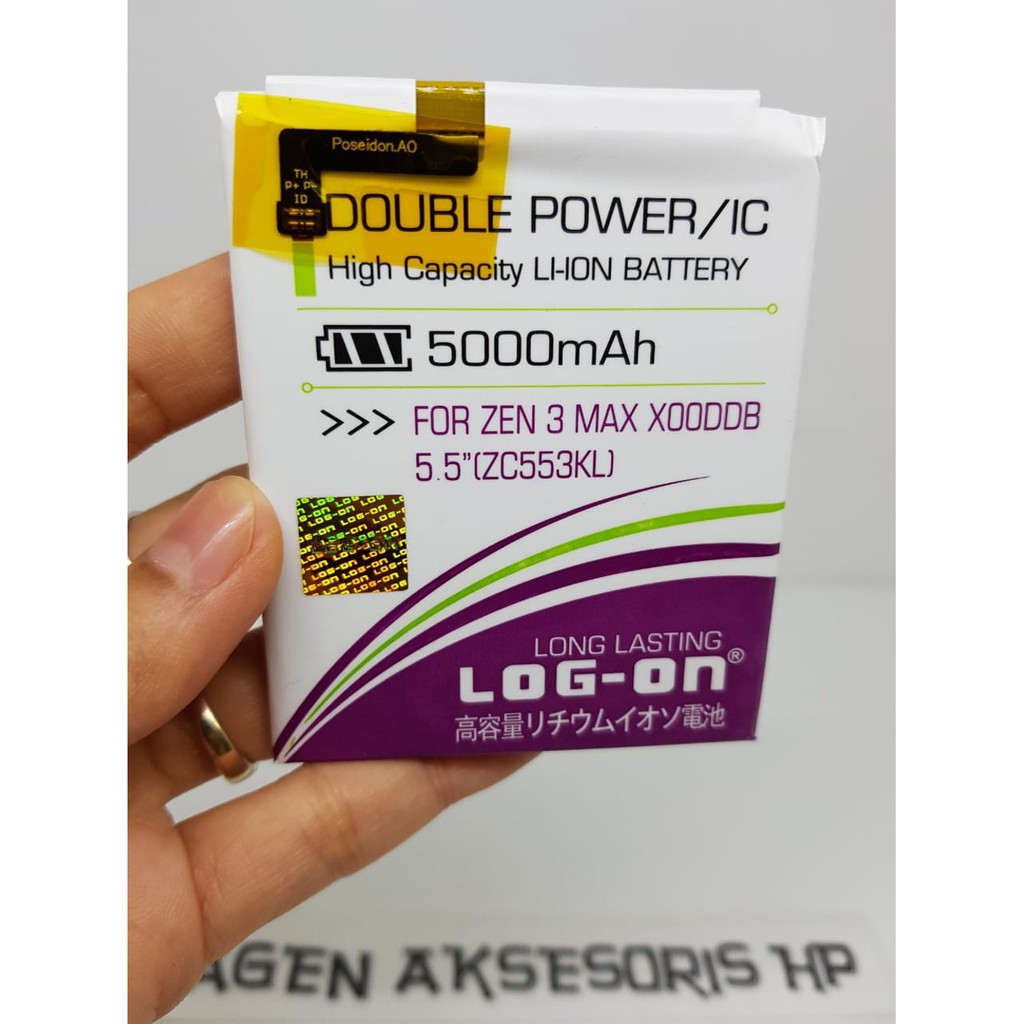 Poseidon.AO
TH
P+ P-
ID
DOUBLE POWER/IC
High Capacity LI-ION BATTERY
5000mAh
>>> FOR ZEN 3 MAX X00DDB
5.5”(ZC553KL)
LOG-ON
LONG LASTING
LOG-ON®
高容量リチウムイオソ電池
AGEN AKSESORIS HP